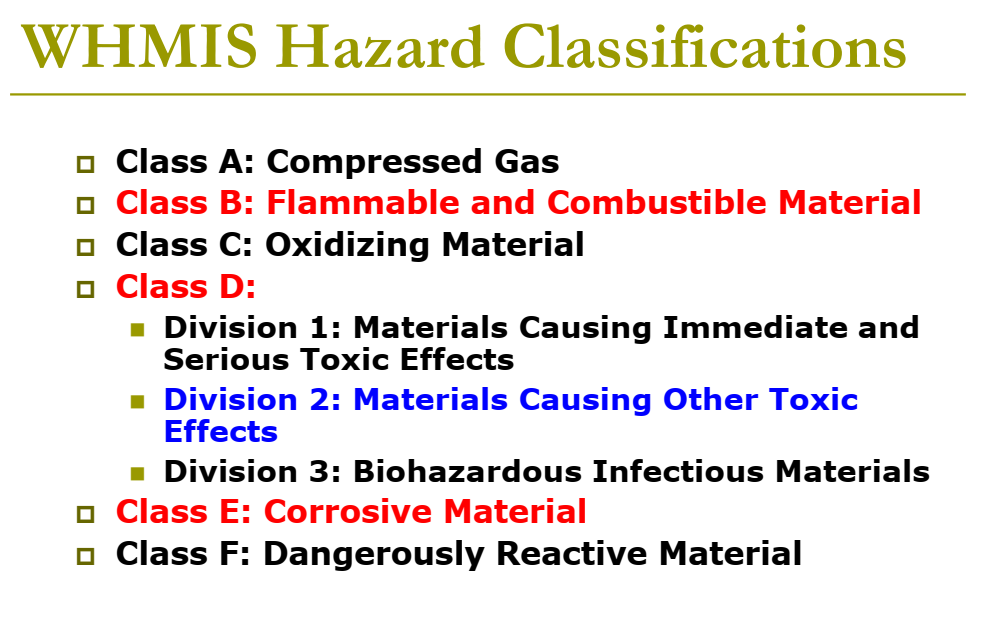 WHMIS Hazard Classifications
Class A: Compressed Gas
Class B: Flammable and Combustible Material
Class C: Oxidizing Material
Class D:
Division 1: Materials Causing Immediate and
Serious Toxic Effects
Division 2: Materials Causing Other Toxic
Effects
Division 3: Biohazardous Infectious Materials
Class E: Corrosive Material
Class F: Dangerously Reactive Material